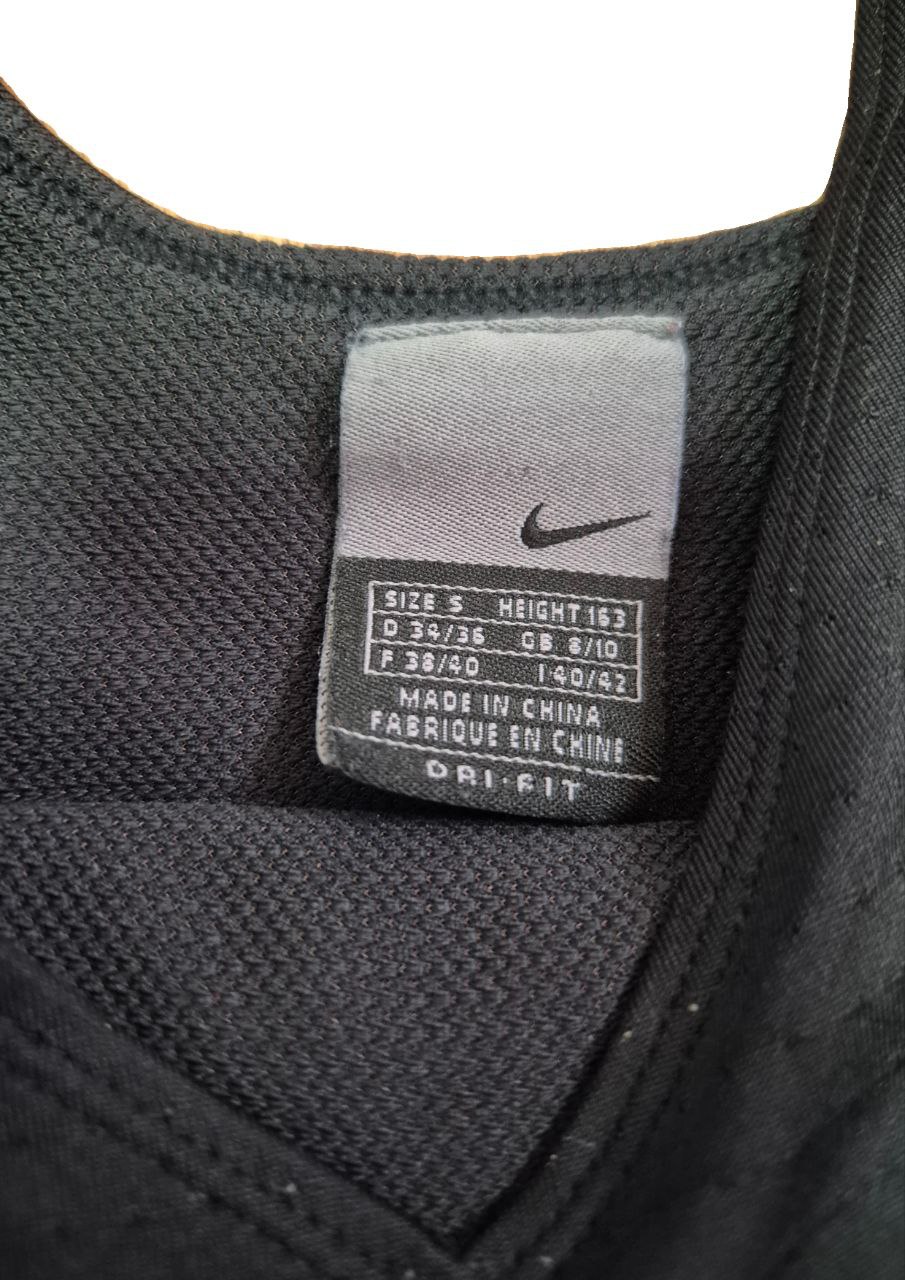 SIZE S HEIGHT 163
D 34/36 GB 8/10
F 38/40 I 40/42
MADE IN CHINA
FABRIQUE EN CHINE
DRI·FIT